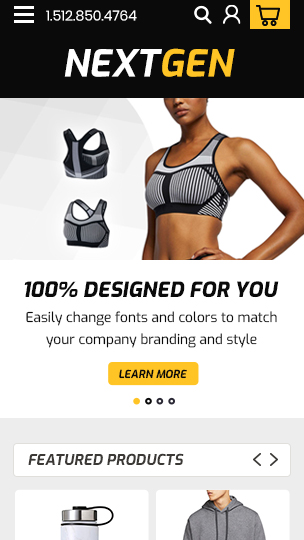 1.512.850.4764
NEXTGEN
100% DESIGNED FOR YOU
Easily change fonts and colors to match
your company branding and style
LEARN MORE
FEATURED PRODUCTS